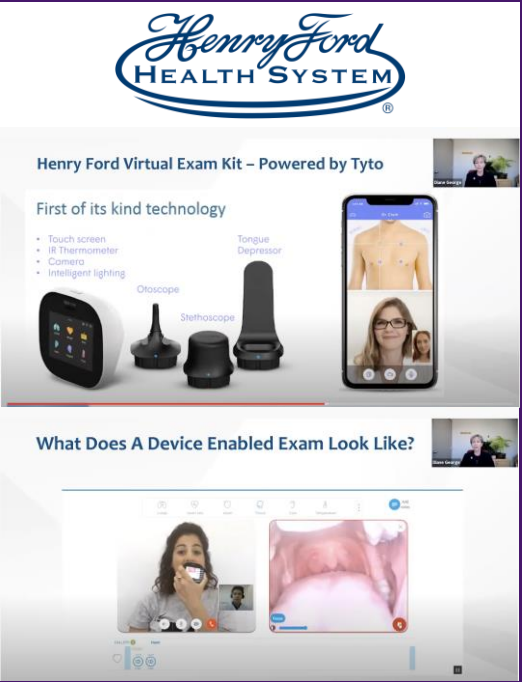 Henry Ford
HEALTH SYSTEM
®
Henry Ford Virtual Exam Kit – Powered by Tyto
Diane George
First of its kind technology
• Touch screen
• IR Thermometer
• Camera
• Intelligent lighting
Tongue
Depressor
Otoscope
Stethoscope
What Does A Device Enabled Exam Look Like?
Diane George